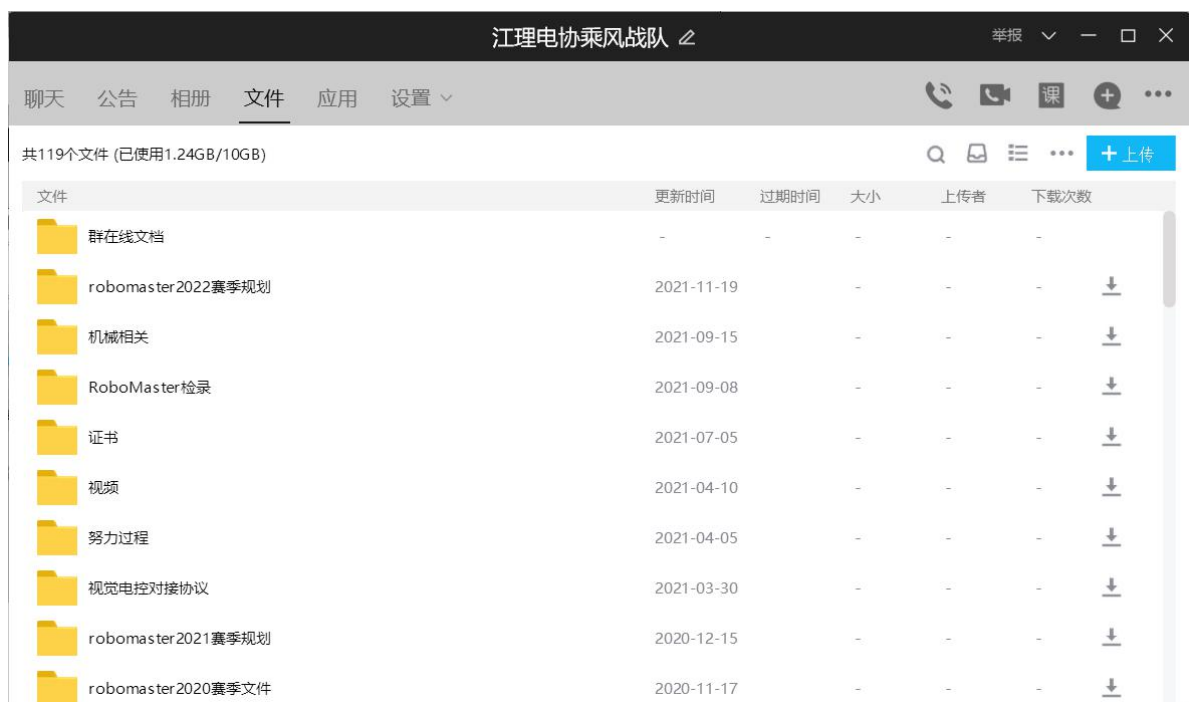 江理电协乘风战队 举报
聊天 公告 相册 文件 应用 设置 课
共119个文件 (已使用1.24GB/10GB) 上传
文件 更新时间 过期时间 大小 上传者 下载次数
群在线文档 - - - - -
robomaster2022赛季规划 2021-11-19 - - -
机械相关 2021-09-15 - - -
RoboMaster检录 2021-09-08 - - -
证书 2021-07-05 - - -
视频 2021-04-10 - - -
努力过程 2021-04-05 - - -
视觉电控对接协议 2021-03-30 - - -
robomaster2021赛季规划 2020-12-15 - - -
robomaster2020赛季文件 2020-11-17 - - -